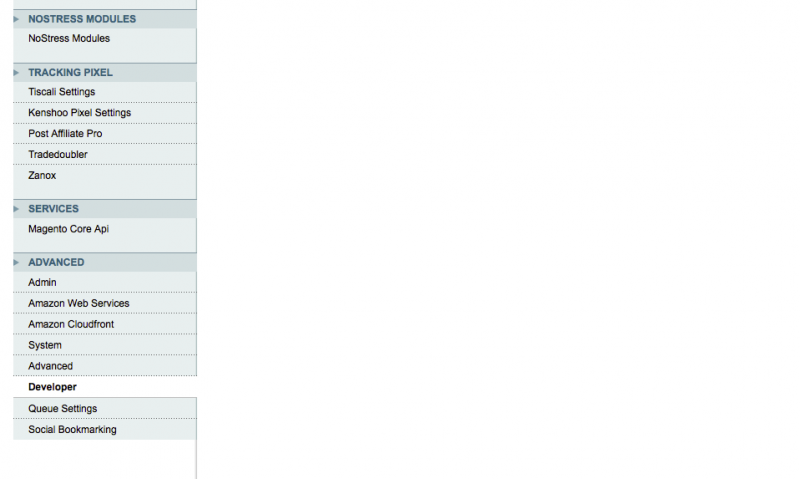 NOSTRESS MODULES
NoStress Modules
TRACKING PIXEL
Tiscali Settings
Kenshoo Pixel Settings
Post Affiliate Pro
Tradedoubler
Zanox
SERVICES
Magento Core Api
ADVANCED
Admin
Amazon Web Services
Amazon Cloudfront
System
Advanced
Developer
Queue Settings
Social Bookmarking